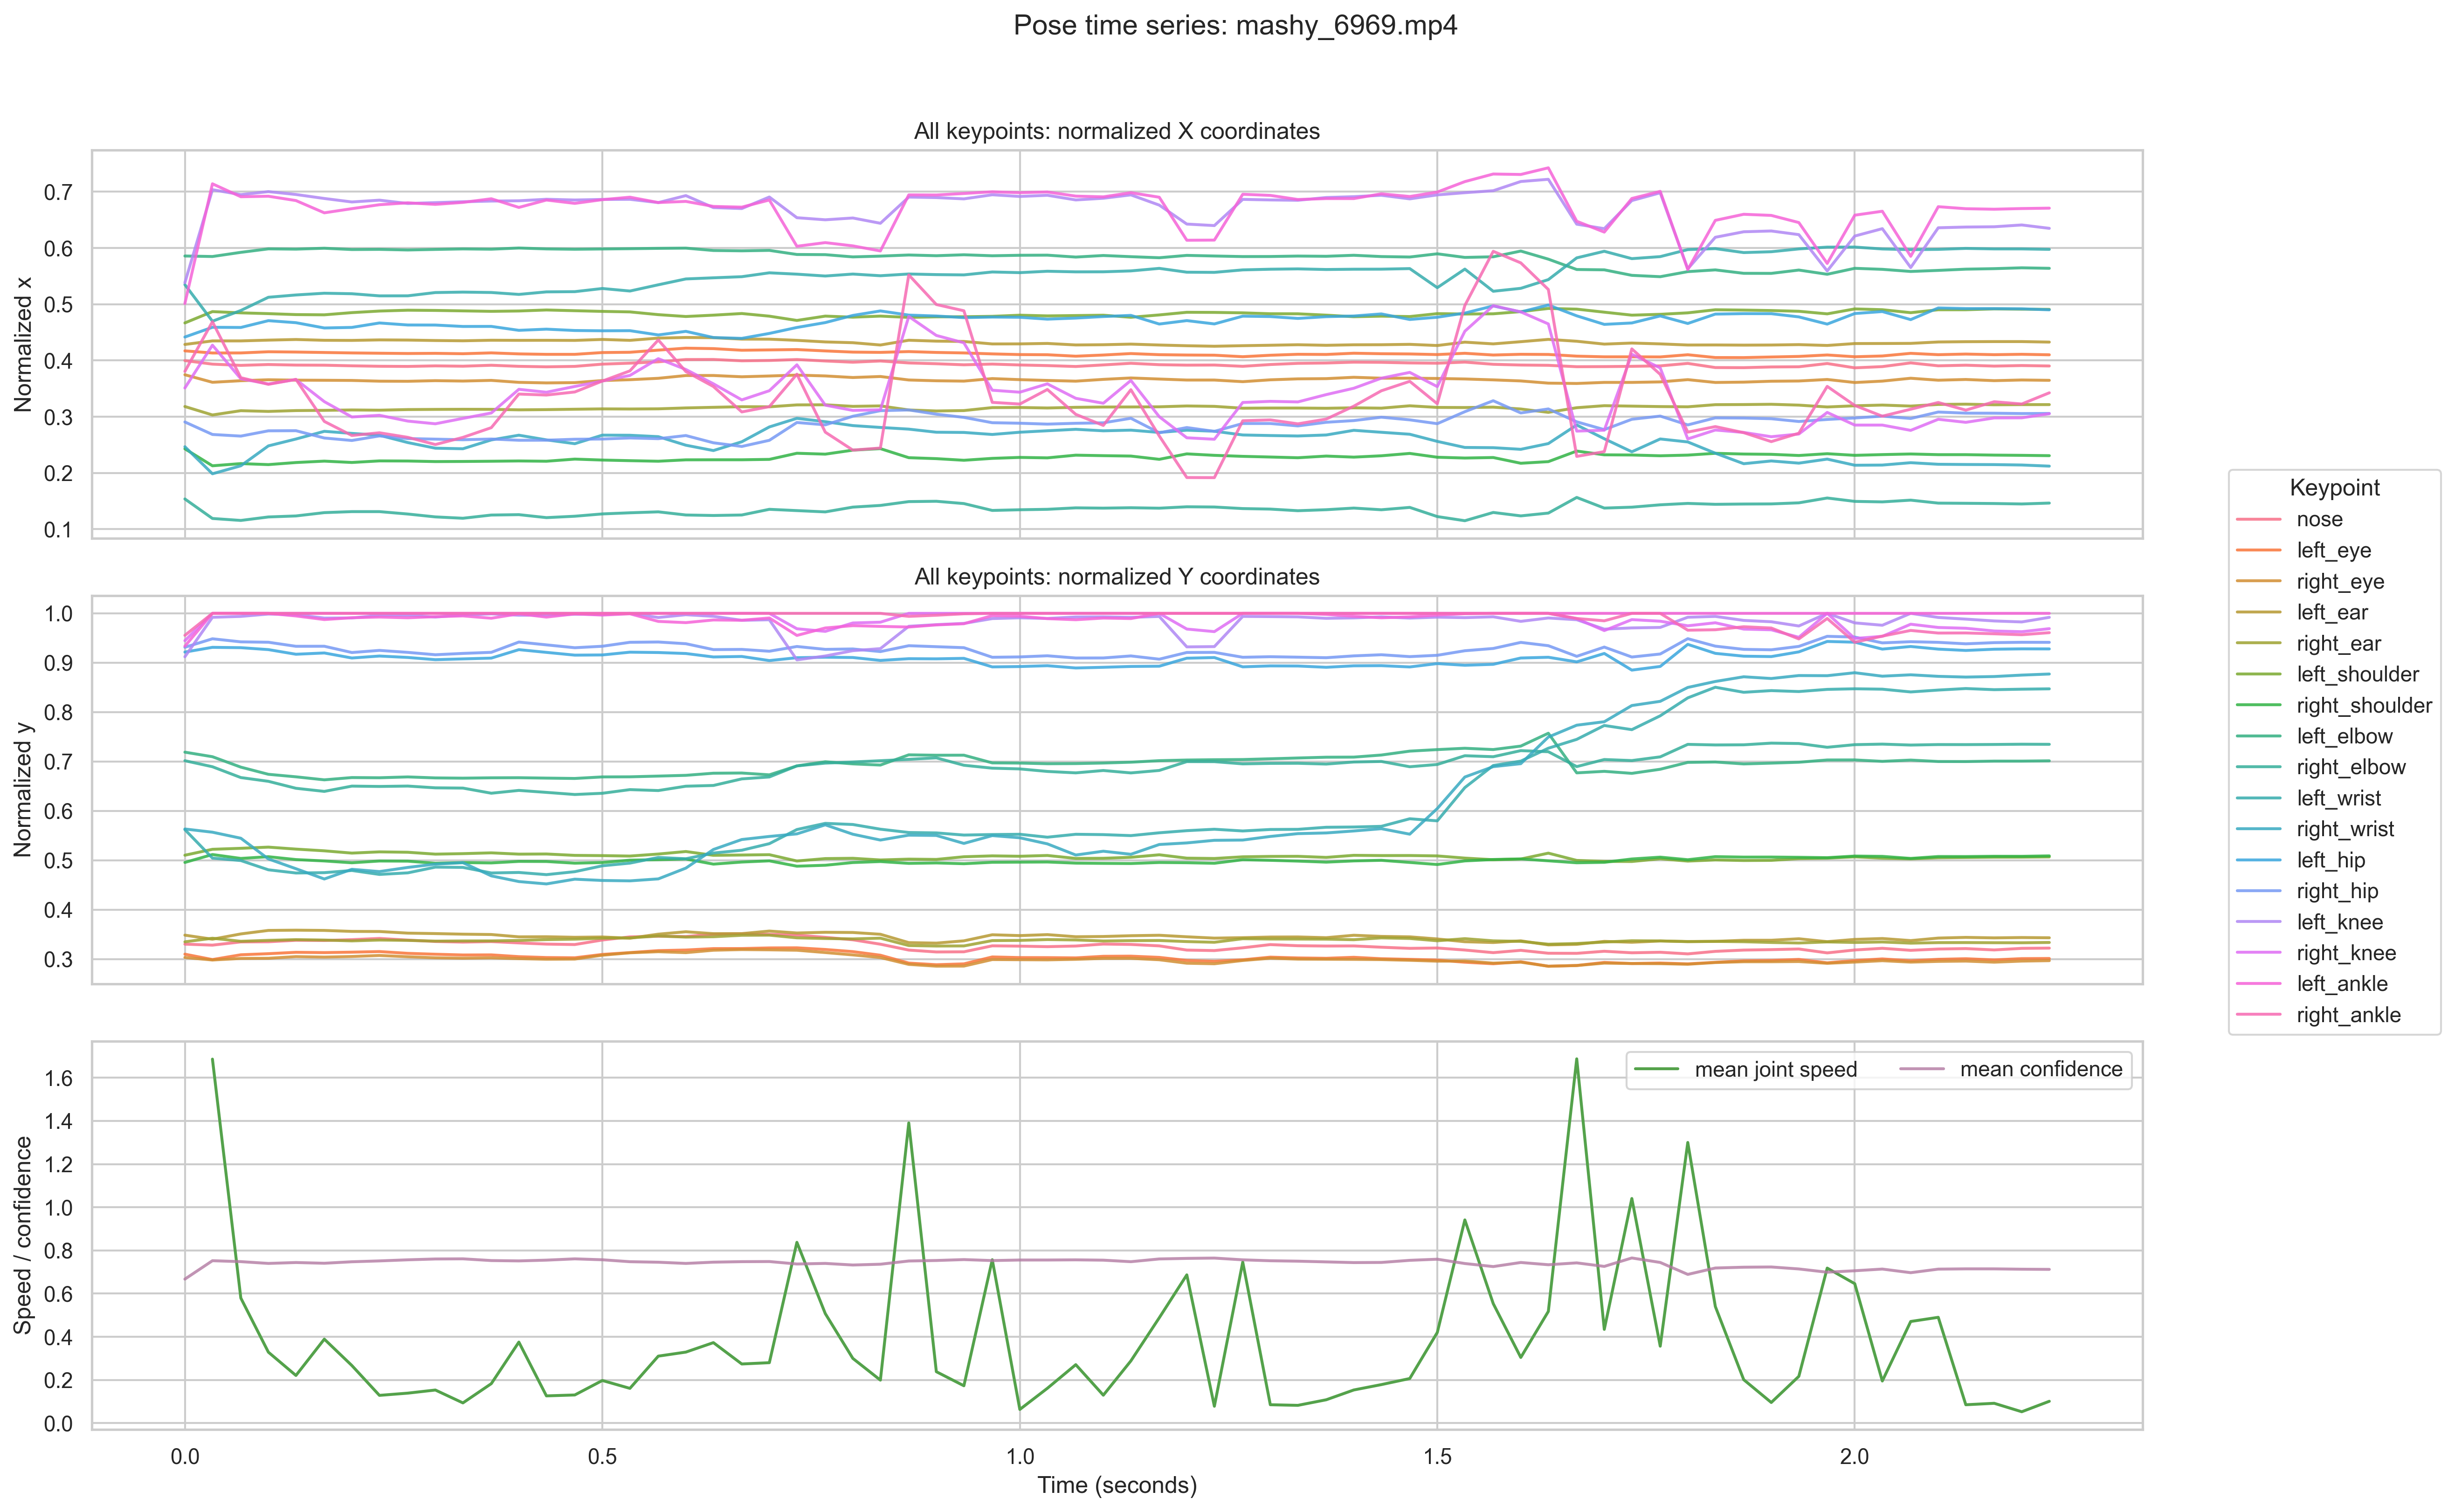 Pose time series: mashy_6969.mp4
All keypoints: normalized X coordinates
Normalized x
0.7
0.6
0.5
0.4
0.3
0.2
0.1
All keypoints: normalized Y coordinates
Normalized y
1.0
0.9
0.8
0.7
0.6
0.5
0.4
0.3
Keypoint
nose
left_eye
right_eye
left_ear
right_ear
left_shoulder
right_shoulder
left_elbow
right_elbow
left_wrist
right_wrist
left_hip
right_hip
left_knee
right_knee
left_ankle
right_ankle
Speed / confidence
1.6
1.4
1.2
1.0
0.8
0.6
0.4
0.2
0.0
mean joint speed
mean confidence
0.0
0.5
1.0
1.5
2.0
Time (seconds)